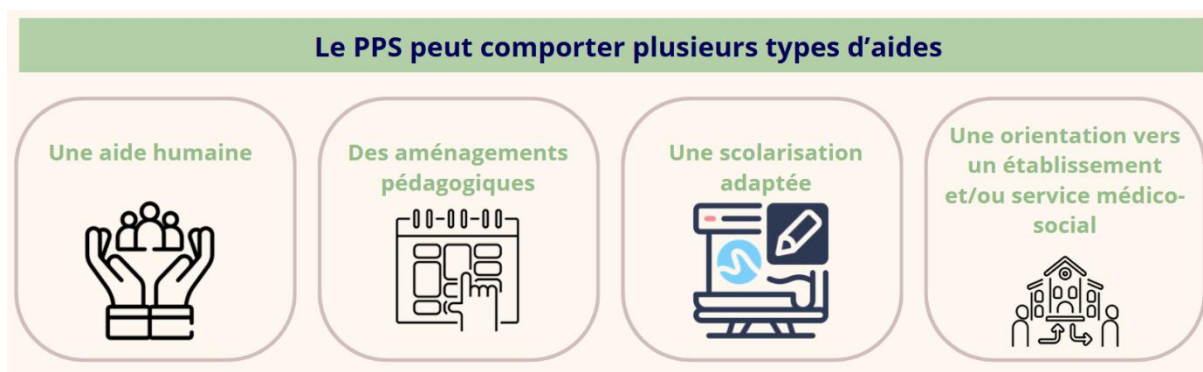 Le PPS peut comporter plusieurs types d’aides
Une aide humaine
Des aménagements
pédagogiques
Une scolarisation
adaptée
Une orientation vers
un établissement
et/ou service médico-
social